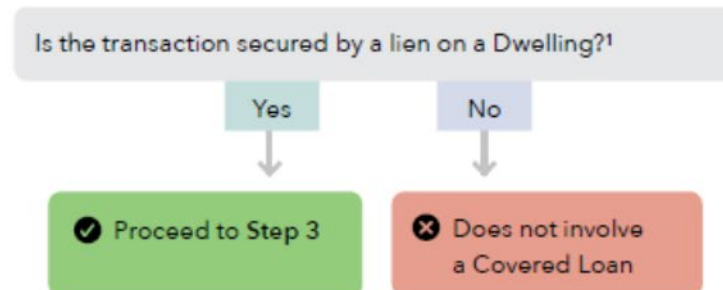 Is the transaction secured by a lien on a Dwelling?¹
Yes
No
Proceed to Step 3
Does not involve
a Covered Loan